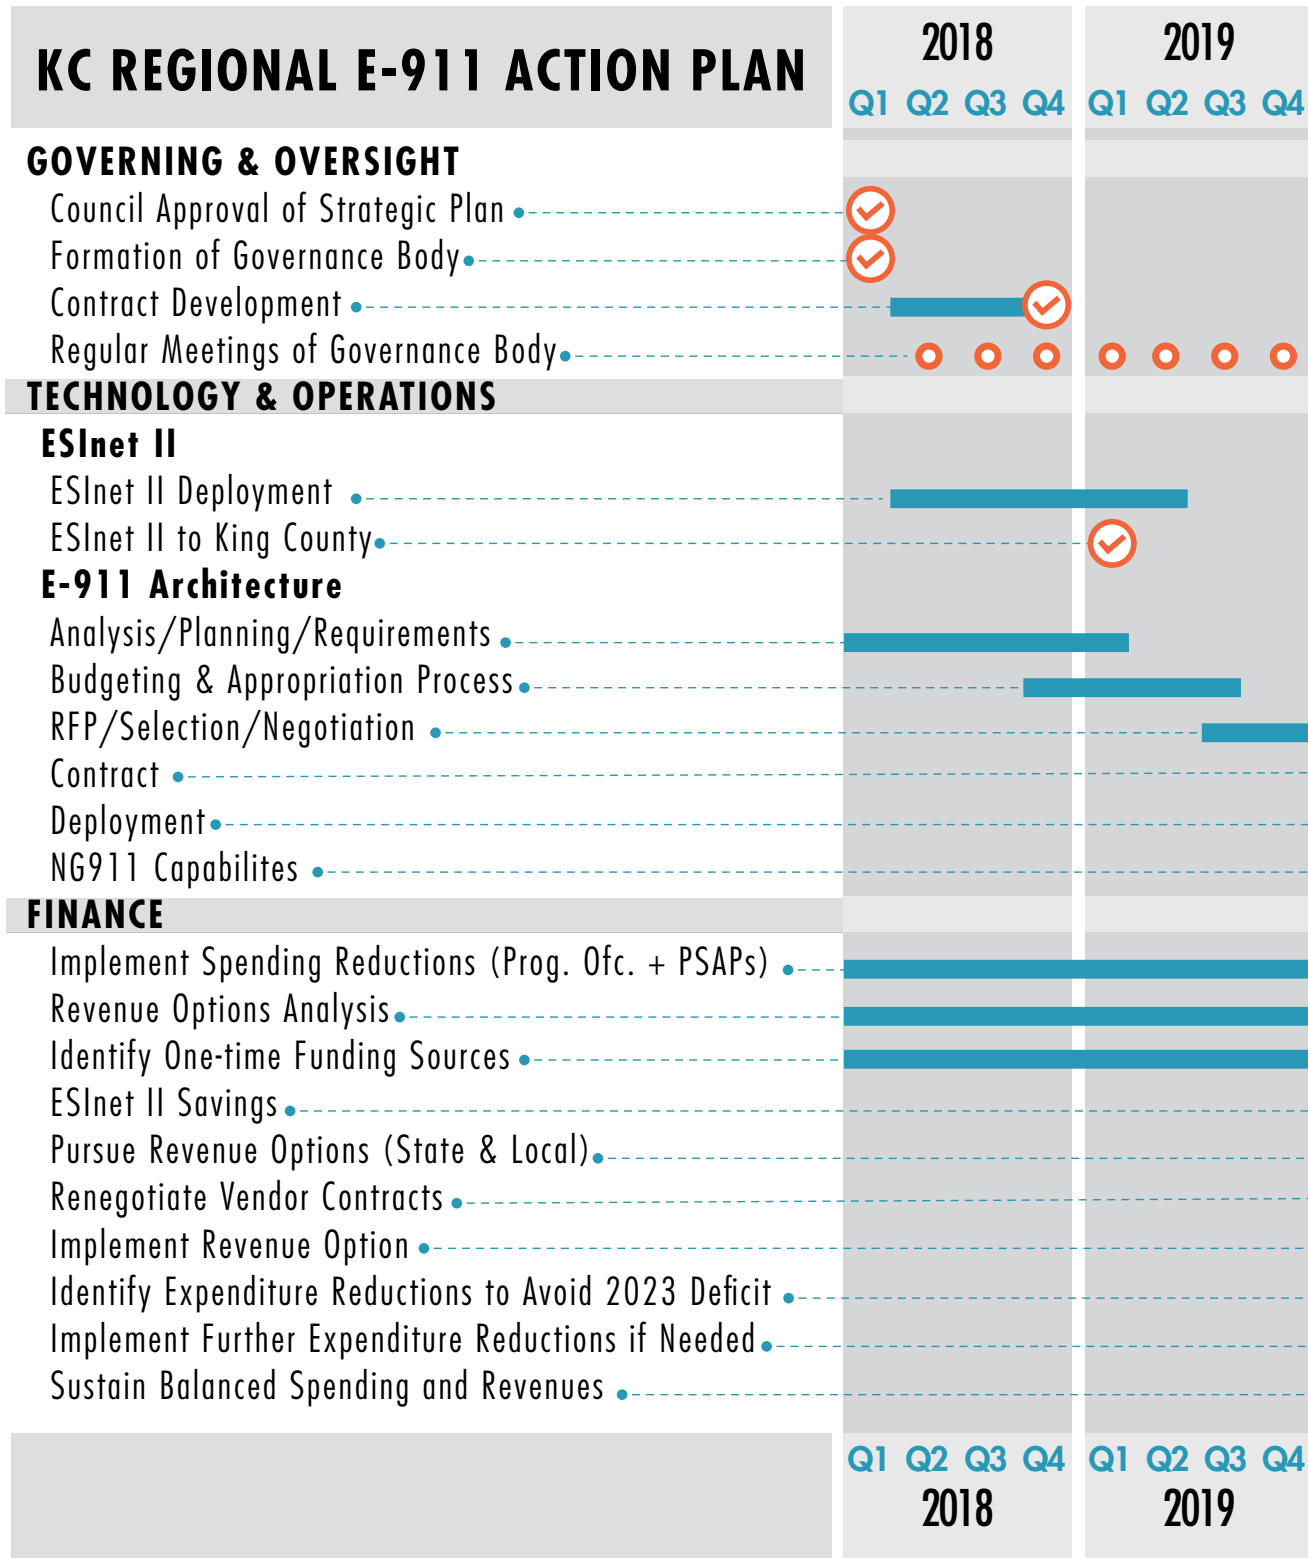 KC REGIONAL E-911 ACTION PLAN
2018 2019
Q1 Q2 Q3 Q4 Q1 Q2 Q3 Q4
GOVERNING & OVERSIGHT
Council Approval of Strategic Plan
Formation of Governance Body
Contract Development
Regular Meetings of Governance Body
TECHNOLOGY & OPERATIONS
ESInet II
ESInet II Deployment
ESInet II to King County
E-911 Architecture
Analysis/Planning/Requirements
Budgeting & Appropriation Process
RFP/Selection/Negotiation
Contract
Deployment
NG911 Capabilites
FINANCE
Implement Spending Reductions (Prog. Ofc. + PSAPs)
Revenue Options Analysis
Identify One-time Funding Sources
ESInet II Savings
Pursue Revenue Options (State & Local)
Renegotiate Vendor Contracts
Implement Revenue Option
Identify Expenditure Reductions to Avoid 2023 Deficit
Implement Further Expenditure Reductions if Needed
Sustain Balanced Spending and Revenues
Q1 Q2 Q3 Q4 Q1 Q2 Q3 Q4
2018 2019